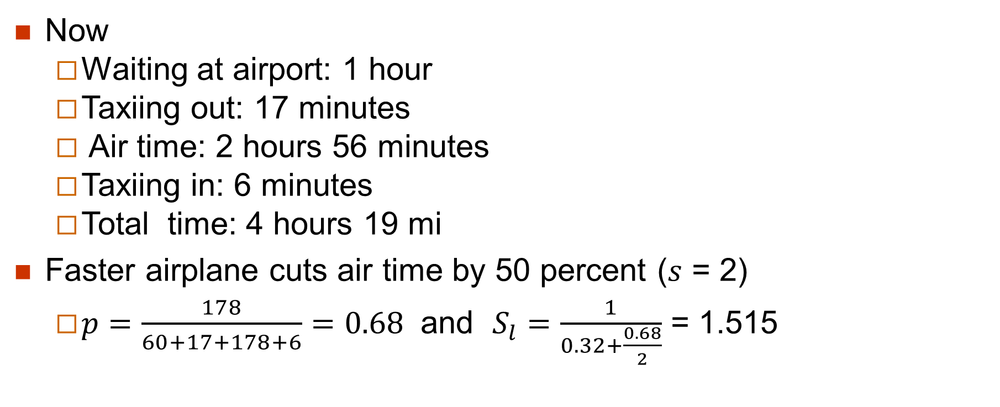 Now
Waiting at airport: 1 hour
Taxiing out: 17 minutes
Air time: 2 hours 56 minutes
Taxiing in: 6 minutes
Total time: 4 hours 19 mi
Faster airplane cuts air time by 50 percent (s = 2)
p = \frac{178}{60+17+178+6} = 0.68 and S_l = \frac{1}{0.32+\frac{0.68}{2}} = 1.515